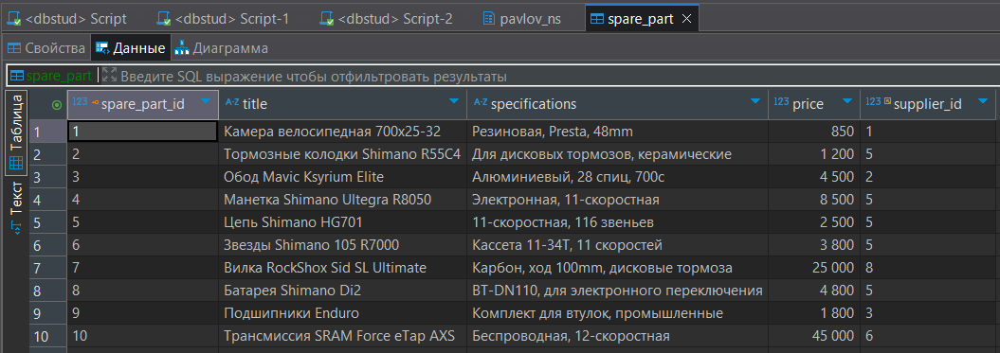 <dbstud> Script <dbstud> Script-1 <dbstud> Script-2 pavlov_ns spare_part
Свойства Данные Диаграмма
spare_part Введите SQL выражение чтобы отфильтровать результаты
Таблица
Текст
123 spare_part_id A-Z title A-Z specifications 123 price 123 supplier_id
1 1 Камера велосипедная 700x25-32 Резиновая, Presta, 48mm 850 1
2 2 Тормозные колодки Shimano R55C4 Для дисковых тормозов, керамические 1 200 5
3 3 Обод Mavic Ksyrium Elite Алюминиевый, 28 спиц, 700c 4 500 2
4 4 Манетка Shimano Ultegra R8050 Электронная, 11-скоростная 8 500 5
5 5 Цепь Shimano HG701 11-скоростная, 116 звеньев 2 500 5
6 6 Звезды Shimano 105 R7000 Кассета 11-34T, 11 скоростей 3 800 5
7 7 Вилка RockShox Sid SL Ultimate Карбон, ход 100mm, дисковые тормоза 25 000 8
8 8 Батарея Shimano Di2 BT-DN110, для электронного переключения 4 800 5
9 9 Подшипники Enduro Комплект для втулок, промышленные 1 800 3
10 10 Трансмиссия SRAM Force eTap AXS Беспроводная, 12-скоростная 45 000 6